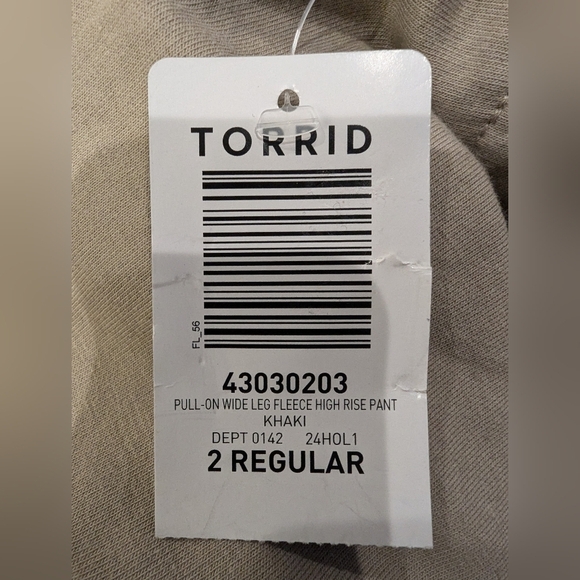 TORRID
FL_56
43030203
PULL-ON WIDE LEG FLEECE HIGH RISE PANT
KHAKI
DEPT 0142 24HOL1
2 REGULAR